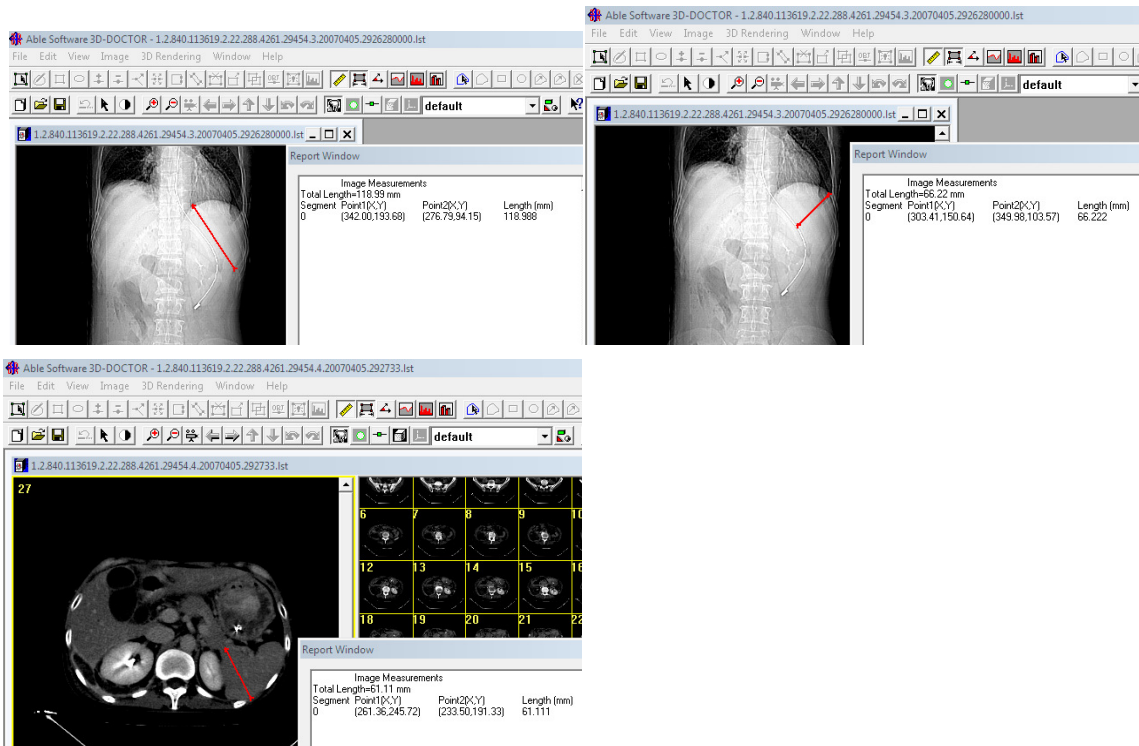 Able Software 3D-DOCTOR - 1.2.840.113619.2.22.288.4261.29454.3.20070405.2926280000.lst
File Edit View Image 3D Rendering Window Help
default
1.2.840.113619.2.22.288.4261.29454.3.20070405.2926280000.lst
Report Window
Image Measurements
Total Length=118.99 mm
Segment Point1(X,Y) Point2(X,Y) Length (mm)
0 (342.00,193.68) (276.79,94.15) 118.988
Able Software 3D-DOCTOR - 1.2.840.113619.2.22.288.4261.29454.3.20070405.2926280000.lst
File Edit View Image 3D Rendering Window Help
default
1.2.840.113619.2.22.288.4261.29454.3.20070405.2926280000.lst
Report Window
Image Measurements
Total Length=66.22 mm
Segment Point1(X,Y) Point2(X,Y) Length (mm)
0 (303.41,150.64) (349.98,103.57) 66.222
Able Software 3D-DOCTOR - 1.2.840.113619.2.22.288.4261.29454.4.20070405.292733.lst
File Edit View Image 3D Rendering Window Help
OBJ
default
1.2.840.113619.2.22.288.4261.29454.4.20070405.292733.lst
27
6 7 8 9 10
12 13 14 15 16
18 19 20 21 22
Report Window
Image Measurements
Total Length=61.11 mm
Segment Point1(X,Y) Point2(X,Y) Length (mm)
0 (261.36,245.72) (233.50,191.33) 61.111